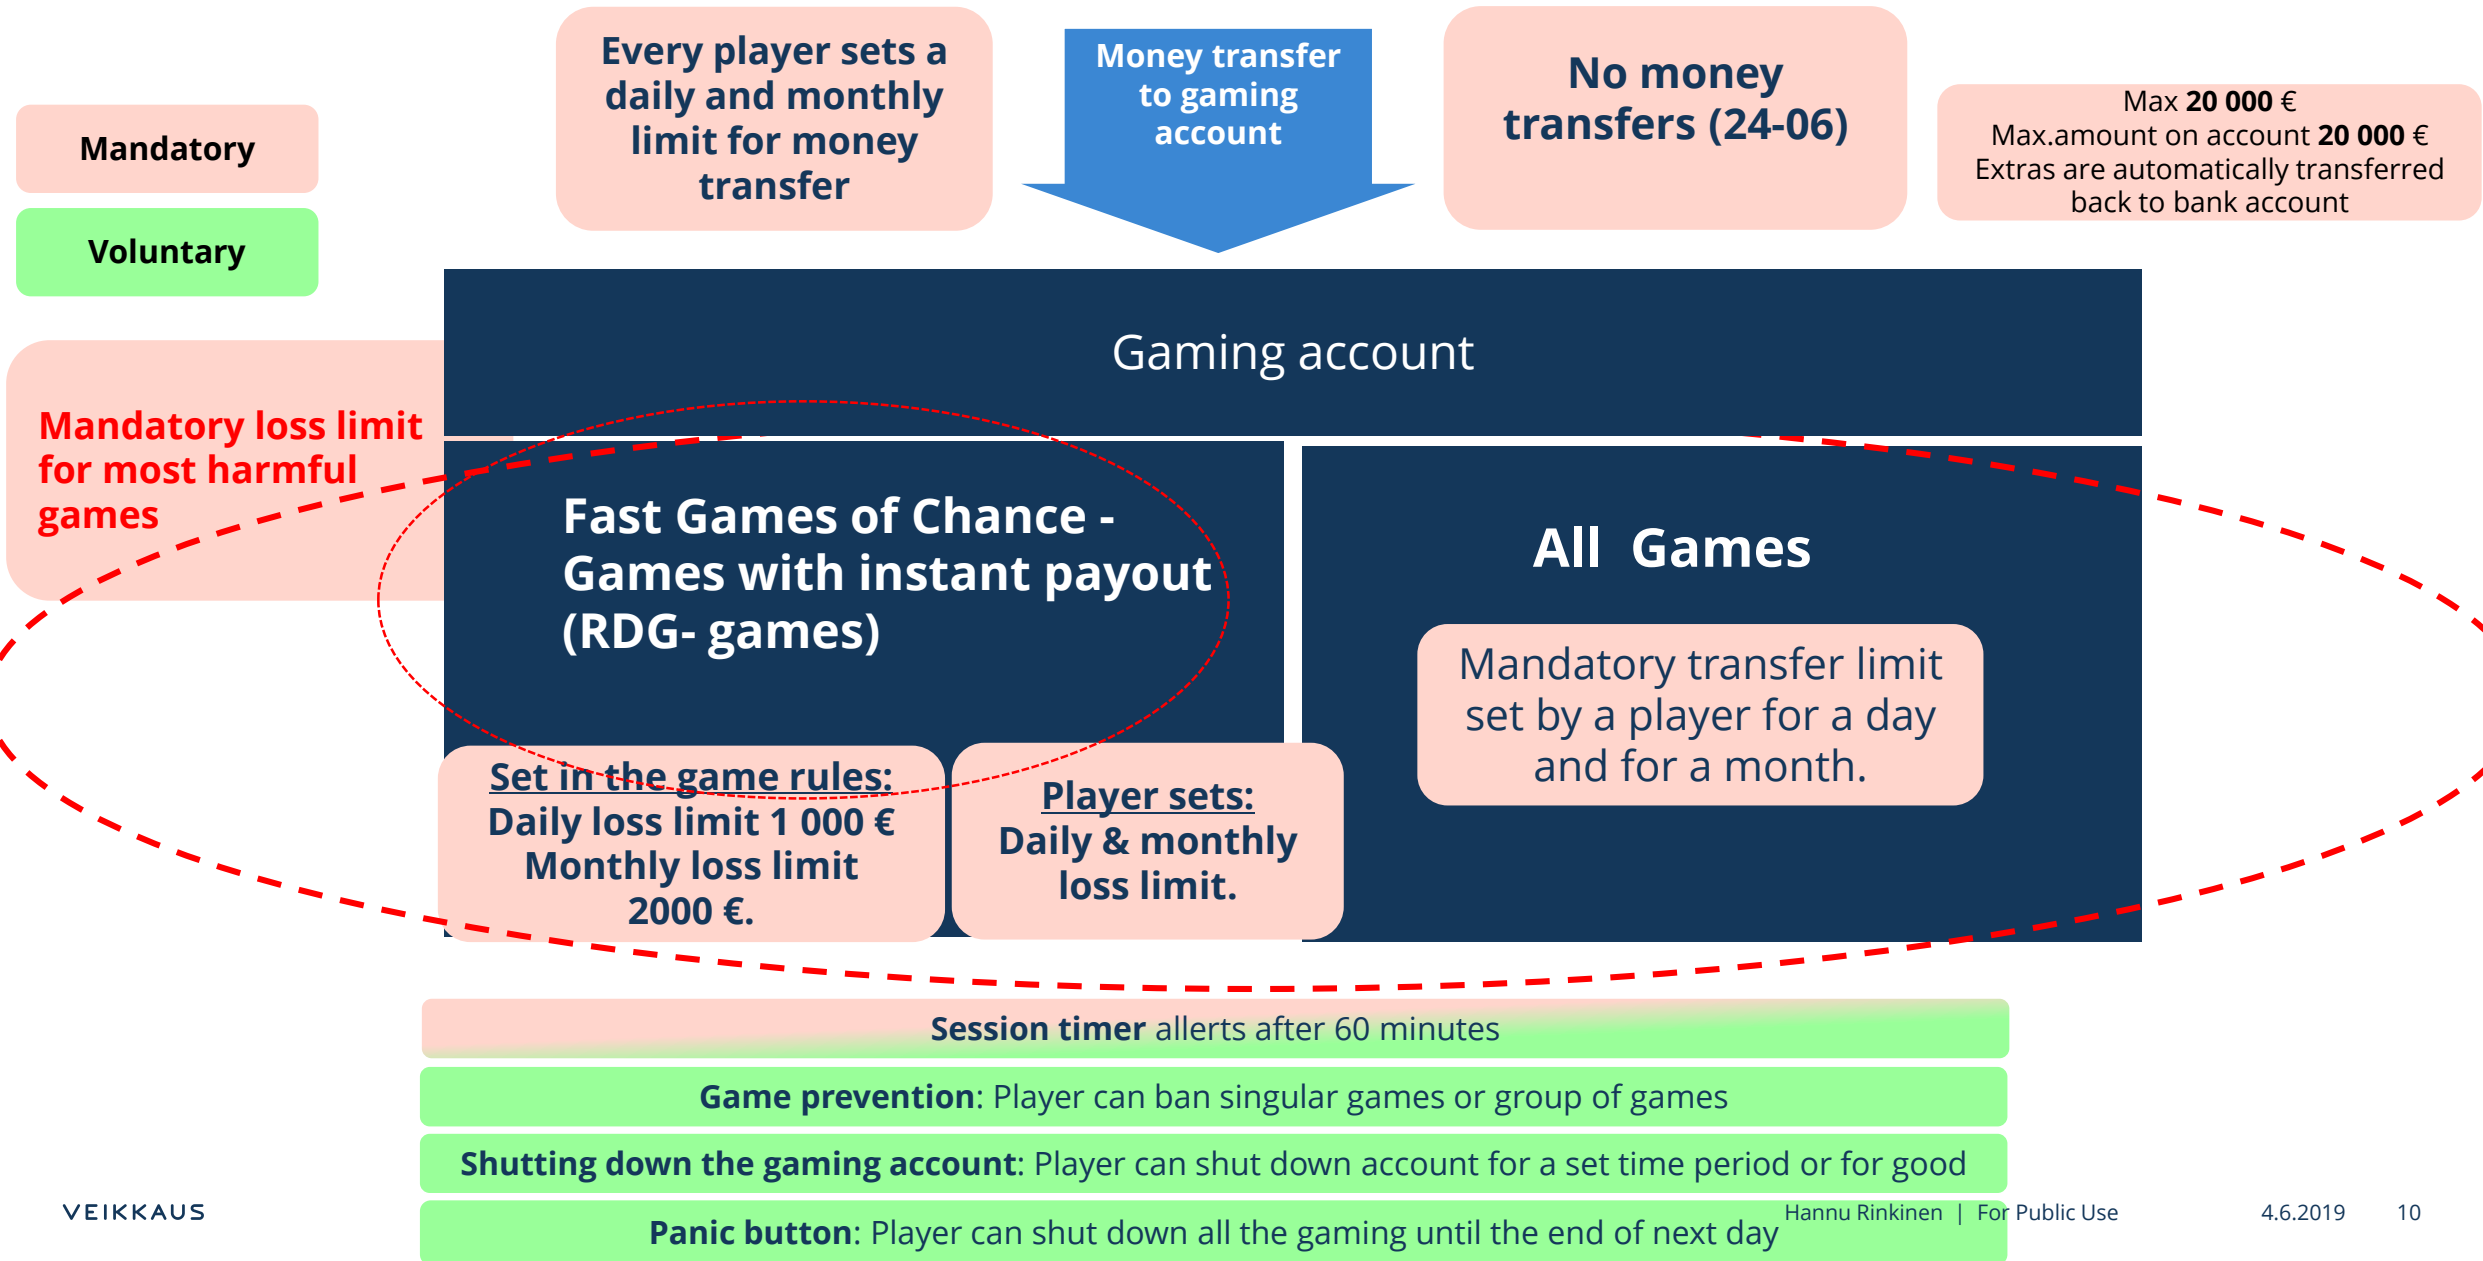 Every player sets a
daily and monthly
limit for money
transfer
Money transfer
to gaming
account
No money
transfers (24-06)
Max 20 000 €
Max.amount on account 20 000 €
Extras are automatically transferred
back to bank account
Mandatory
Voluntary
Gaming account
Mandatory loss limit
for most harmful
games
Fast Games of Chance -
Games with instant payout
(RDG- games)
All  Games
Mandatory transfer limit
set by a player for a day
and for a month.
Set in the game rules:
Daily loss limit 1 000 €
Monthly loss limit
2000 €.
Player sets:
Daily & monthly
loss limit.
Session timer allerts after 60 minutes
Game prevention: Player can ban singular games or group of games
Shutting down the gaming account: Player can shut down account for a set time period or for good
Panic button: Player can shut down all the gaming until the end of next day
VEIKKAUS
Hannu Rinkinen | For Public Use
4.6.2019
10